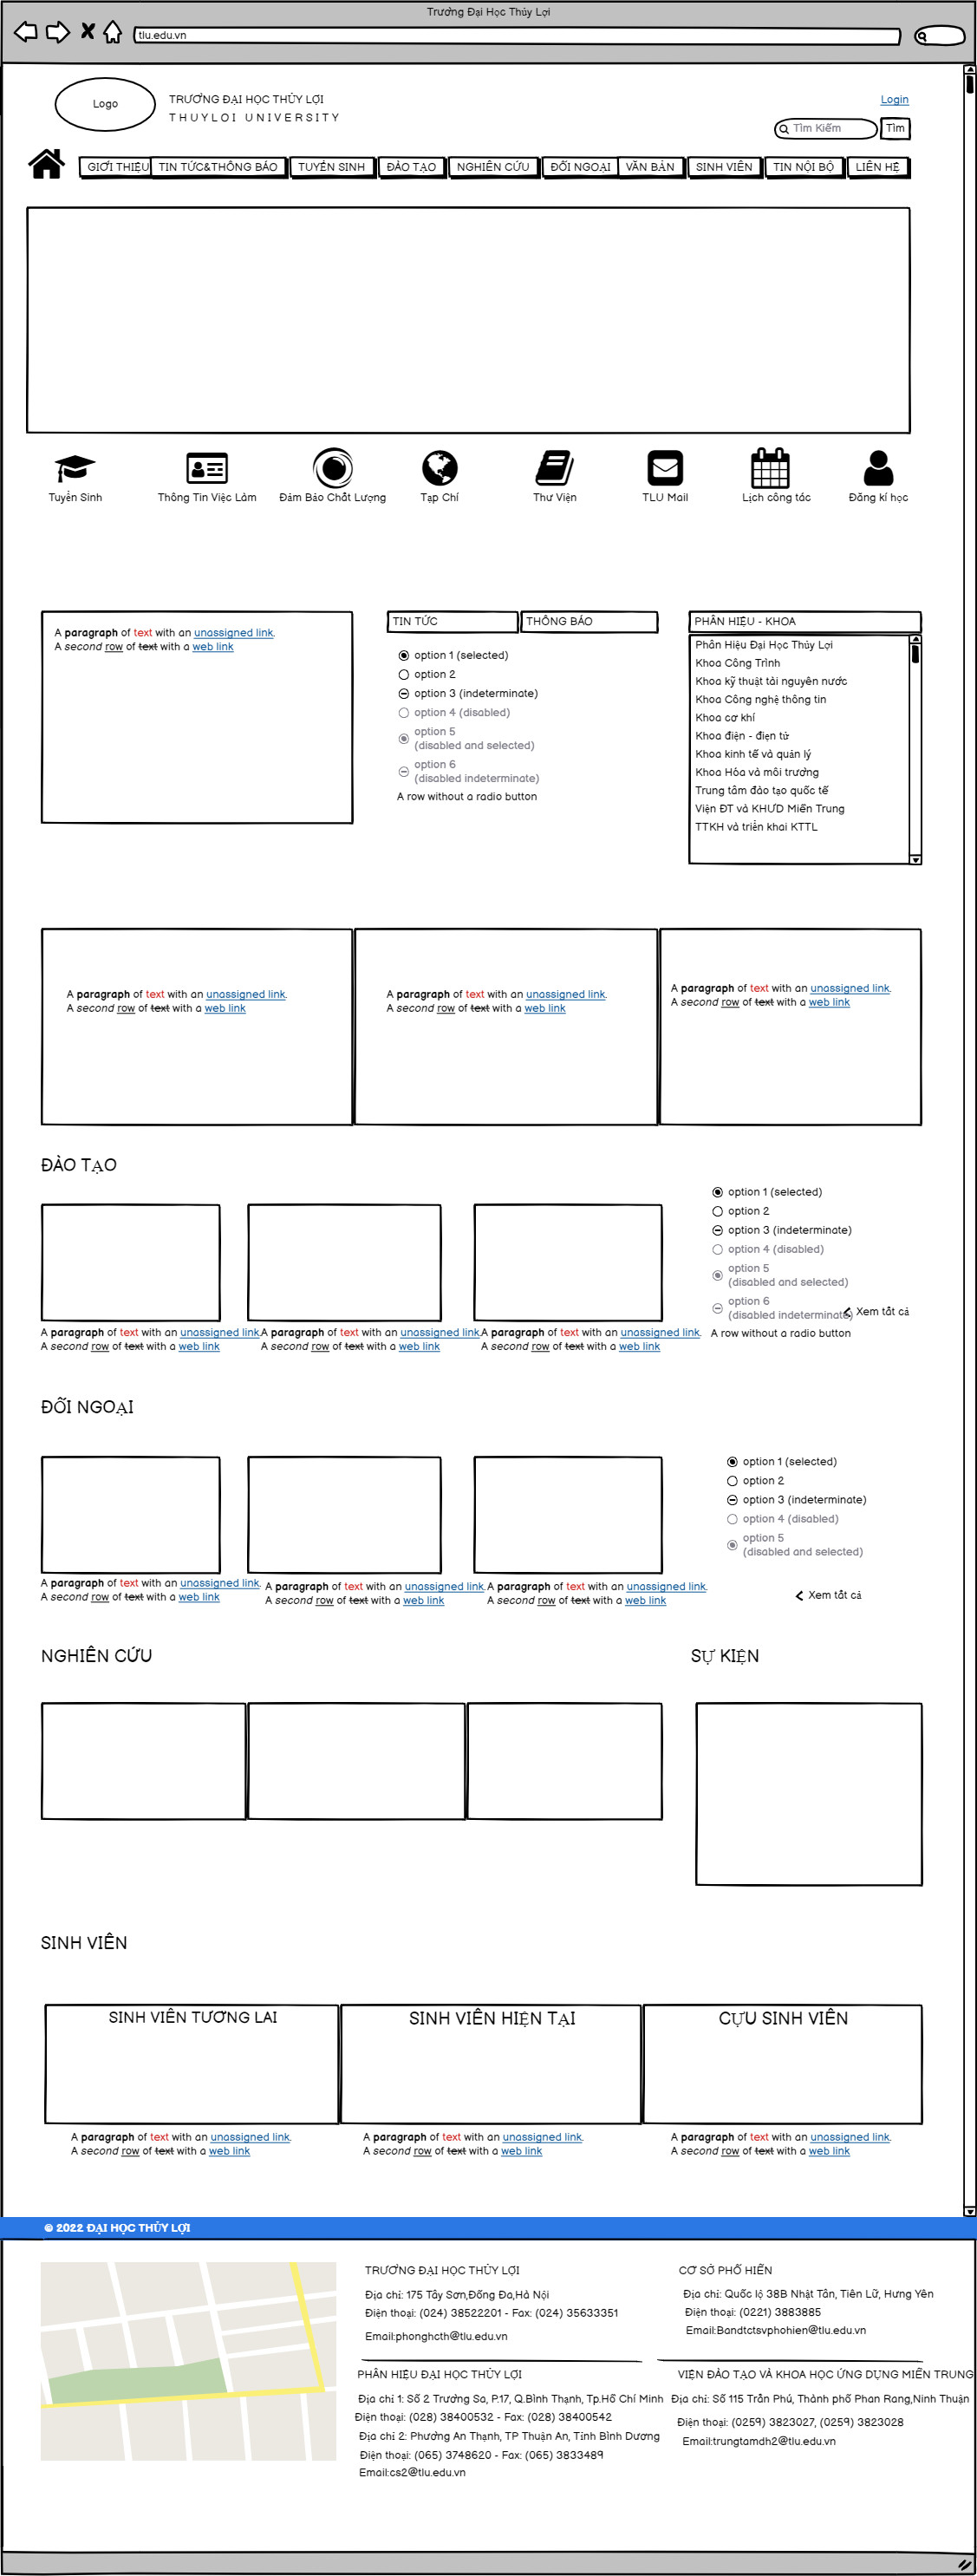 Trường Đại Học Thủy Lợi
tlu.edu.vn
Logo
TRƯỜNG ĐẠI HỌC THỦY LỢI
THUYLOI UNIVERSITY
Login
Tìm Kiếm
Tìm
GIỚI THIỆU
TIN TỨC&THÔNG BÁO
TUYỂN SINH
ĐÀO TẠO
NGHIÊN CỨU
ĐỐI NGOẠI
VĂN BẢN
SINH VIÊN
TIN NỘI BỘ
LIÊN HỆ
Tuyển Sinh
Thông Tin Việc Làm
Đảm Bảo Chất Lượng
Tạp Chí
Thư Viện
TLU Mail
Lịch công tác
Đăng kí học
A paragraph of text with an unassigned link.
A second row of text with a web link
TIN TỨC
THÔNG BÁO
option 1 (selected)
option 2
option 3 (indeterminate)
option 4 (disabled)
option 5
(disabled and selected)
option 6
(disabled indeterminate)
A row without a radio button
PHÂN HIỆU - KHOA
Phân Hiệu Đại Học Thủy Lợi
Khoa Công Trình
Khoa kỹ thuật tài nguyên nước
Khoa Công nghệ thông tin
Khoa cơ khí
Khoa điện - điện tử
Khoa kinh tế và quản lý
Khoa Hóa và môi trường
Trung tâm đào tạo quốc tế
Viện ĐT và KHƯD Miền Trung
TTKH và triển khai KTTL
A paragraph of text with an unassigned link.
A second row of text with a web link
A paragraph of text with an unassigned link.
A second row of text with a web link
A paragraph of text with an unassigned link.
A second row of text with a web link
ĐÀO TẠO
A paragraph of text with an unassigned link.
A second row of text with a web link
A paragraph of text with an unassigned link.
A second row of text with a web link
A paragraph of text with an unassigned link.
A second row of text with a web link
option 1 (selected)
option 2
option 3 (indeterminate)
option 4 (disabled)
option 5
(disabled and selected)
option 6
(disabled indeterminate)
Xem tất cả
A row without a radio button
ĐỐI NGOẠI
A paragraph of text with an unassigned link.
A second row of text with a web link
A paragraph of text with an unassigned link.
A second row of text with a web link
A paragraph of text with an unassigned link.
A second row of text with a web link
option 1 (selected)
option 2
option 3 (indeterminate)
option 4 (disabled)
option 5
(disabled and selected)
Xem tất cả
NGHIÊN CỨU
SỰ KIỆN
SINH VIÊN
SINH VIÊN TƯƠNG LAI
SINH VIÊN HIỆN TẠI
CỰU SINH VIÊN
A paragraph of text with an unassigned link.
A second row of text with a web link
A paragraph of text with an unassigned link.
A second row of text with a web link
A paragraph of text with an unassigned link.
A second row of text with a web link
© 2022 ĐẠI HỌC THỦY LỢI
TRƯỜNG ĐẠI HỌC THỦY LỢI
Địa chỉ: 175 Tây Sơn,Đống Đa,Hà Nội
Điện thoại: (024) 38522201 - Fax: (024) 35633351
Email:phonghcth@tlu.edu.vn
CƠ SỞ PHỐ HIẾN
Địa chỉ: Quốc lộ 38B Nhật Tân, Tiên Lữ, Hưng Yên
Điện thoại: (0221) 3883885
Email:Bandtctsvphohien@tlu.edu.vn
PHÂN HIỆU ĐẠI HỌC THỦY LỢI
Địa chỉ 1: Số 2 Trường Sa, P.17, Q.Bình Thạnh, Tp.Hồ Chí Minh
Điện thoại: (028) 38400532 - Fax: (028) 38400542
Địa chỉ 2: Phường An Thạnh, TP Thuận An, Tỉnh Bình Dương
Điện thoại: (065) 3748620 - Fax: (065) 3833489
Email:cs2@tlu.edu.vn
VIỆN ĐÀO TẠO VÀ KHOA HỌC ỨNG DỤNG MIỀN TRUNG
Địa chỉ: Số 115 Trần Phú, Thành phố Phan Rang,Ninh Thuận
Điện thoại: (0259) 3823027, (0259) 3823028
Email:trungtamdh2@tlu.edu.vn